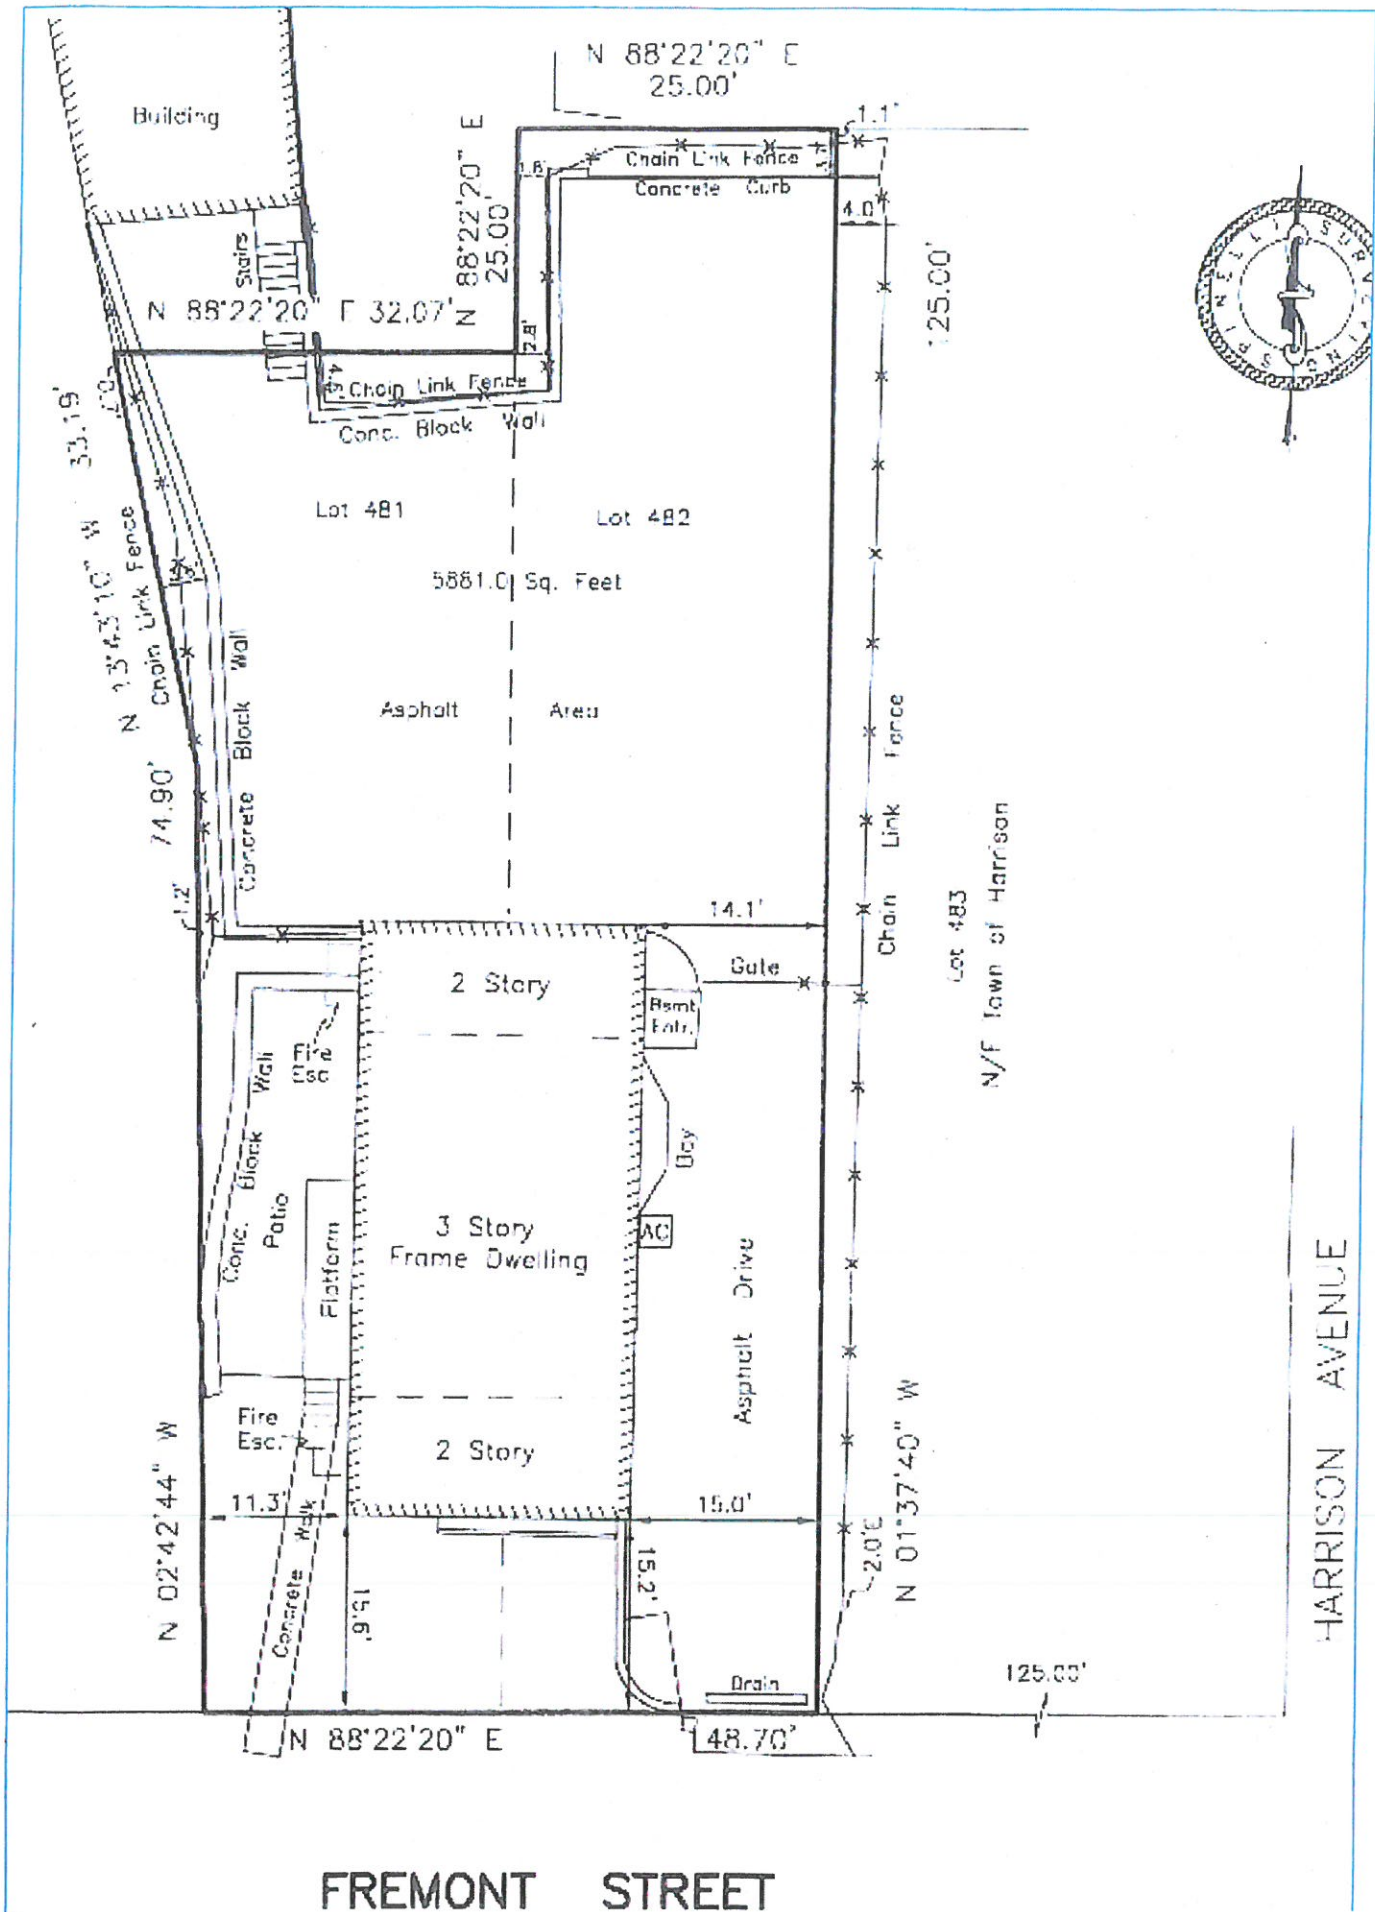 N 88°22'20" E
25.00'
Building
1.1'
88°22'20" E
25.00'
N
1.8'
Chain Link Fence
Concrete Curb
4.0'
Stairs
125.00'
SPINELLI SURVEYING
N 88°22'20" E 32.07'
2.8'
4.6'
Chain Link Fence
Conc. Block Wall
N 13°43'10" W 33.19'
Chain Link Fence
Lot 481
Lot 482
5881.0 Sq. Feet
Concrete Block Wall
Asphalt Area
Chain Link Fence
74.90'
1.2'
14.1'
Lot 483
N/F Town of Harrison
Gate
2 Story
Bsmt
Entr.
Fire
Esc
Conc. Block Wall
Patio
Bay
Platform
3 Story
Frame Dwelling
AC
Asphalt Drive
HARRISON AVENUE
Fire
Esc.
2 Story
N 02°42'44" W
11.3'
15.0'
N 01°37'40" W
2.0'E
Concrete Walk
15.6'
15.2'
Drain
125.00'
N 88°22'20" E
48.70'
FREMONT STREET